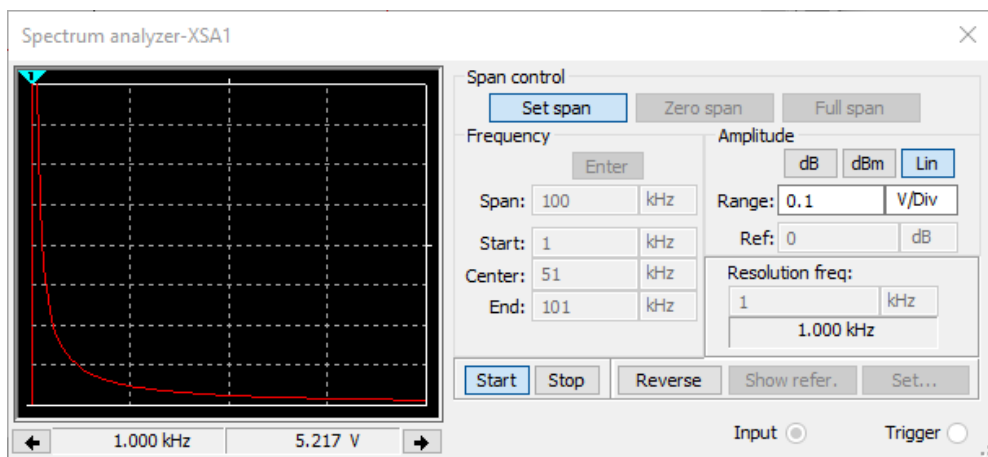 Spectrum analyzer-XSA1
1
1.000 kHz
5.217 V
Span control
Set span
Zero span
Full span
Frequency
Enter
Span: 100 kHz
Start: 1 kHz
Center: 51 kHz
End: 101 kHz
Amplitude
dB dBm Lin
Range: 0.1 V/Div
Ref: 0 dB
Resolution freq:
1 kHz
1.000 kHz
Start Stop Reverse Show refer. Set...
Input Trigger